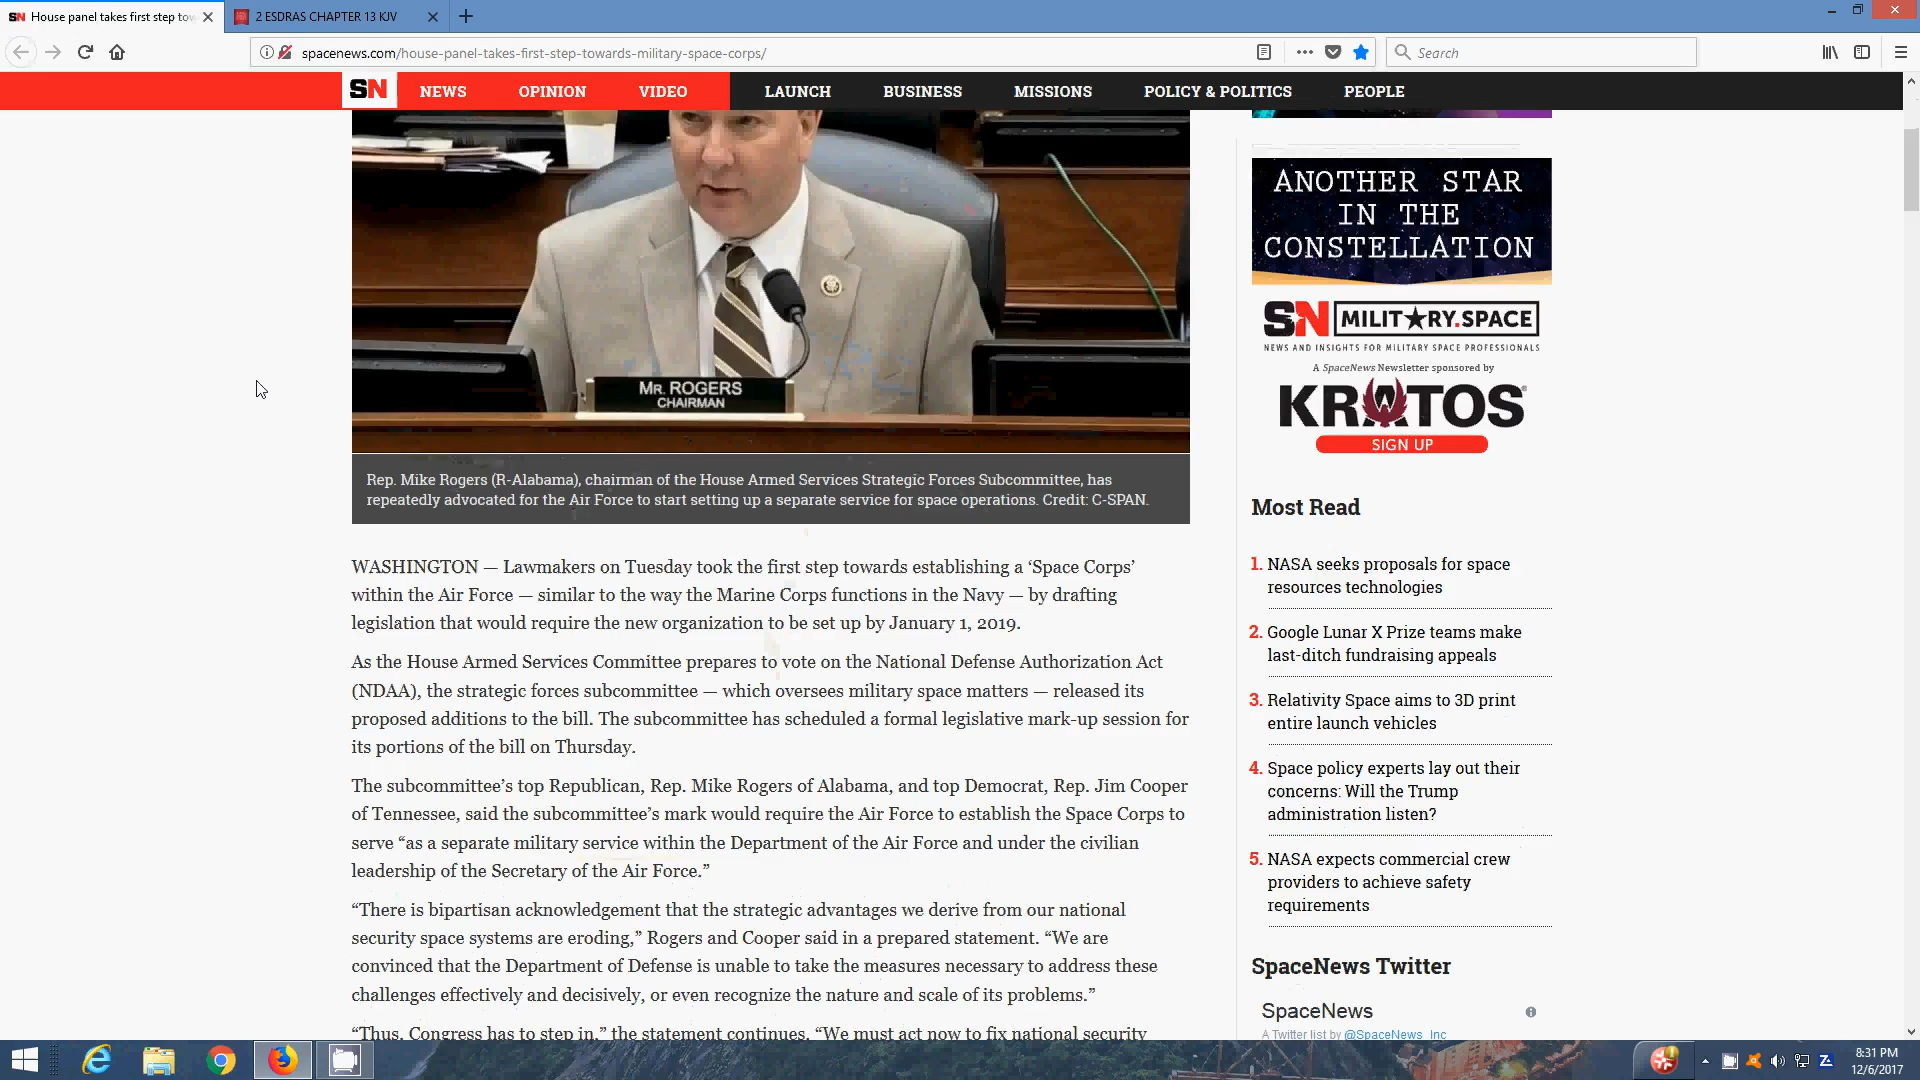 SN House panel takes first step tow
2 ESDRAS CHAPTER 13 KJV
spacenews.com/house-panel-takes-first-step-towards-military-space-corps/
Search
SN NEWS OPINION VIDEO LAUNCH BUSINESS MISSIONS POLICY & POLITICS PEOPLE
MR. ROGERS
CHAIRMAN
Rep. Mike Rogers (R-Alabama), chairman of the House Armed Services Strategic Forces Subcommittee, has
repeatedly advocated for the Air Force to start setting up a separate service for space operations. Credit: C-SPAN.
WASHINGTON — Lawmakers on Tuesday took the first step towards establishing a ‘Space Corps’
within the Air Force — similar to the way the Marine Corps functions in the Navy — by drafting
legislation that would require the new organization to be set up by January 1, 2019.
As the House Armed Services Committee prepares to vote on the National Defense Authorization Act
(NDAA), the strategic forces subcommittee — which oversees military space matters — released its
proposed additions to the bill. The subcommittee has scheduled a formal legislative mark-up session for
its portions of the bill on Thursday.
The subcommittee’s top Republican, Rep. Mike Rogers of Alabama, and top Democrat, Rep. Jim Cooper
of Tennessee, said the subcommittee’s mark would require the Air Force to establish the Space Corps to
serve “as a separate military service within the Department of the Air Force and under the civilian
leadership of the Secretary of the Air Force.”
“There is bipartisan acknowledgement that the strategic advantages we derive from our national
security space systems are eroding,” Rogers and Cooper said in a prepared statement. “We are
convinced that the Department of Defense is unable to take the measures necessary to address these
challenges effectively and decisively, or even recognize the nature and scale of its problems.”
“Thus, Congress has to step in,” the statement continues. “We must act now to fix national security
ANOTHER STAR
IN THE
CONSTELLATION
SN MILITARY.SPACE
NEWS AND INSIGHTS FOR MILITARY SPACE PROFESSIONALS
A SpaceNews Newsletter sponsored by
KRATOS
SIGN UP
Most Read
1. NASA seeks proposals for space
resources technologies
2. Google Lunar X Prize teams make
last-ditch fundraising appeals
3. Relativity Space aims to 3D print
entire launch vehicles
4. Space policy experts lay out their
concerns: Will the Trump
administration listen?
5. NASA expects commercial crew
providers to achieve safety
requirements
SpaceNews Twitter
SpaceNews
A Twitter list by @SpaceNews_Inc
8:31 PM
12/6/2017